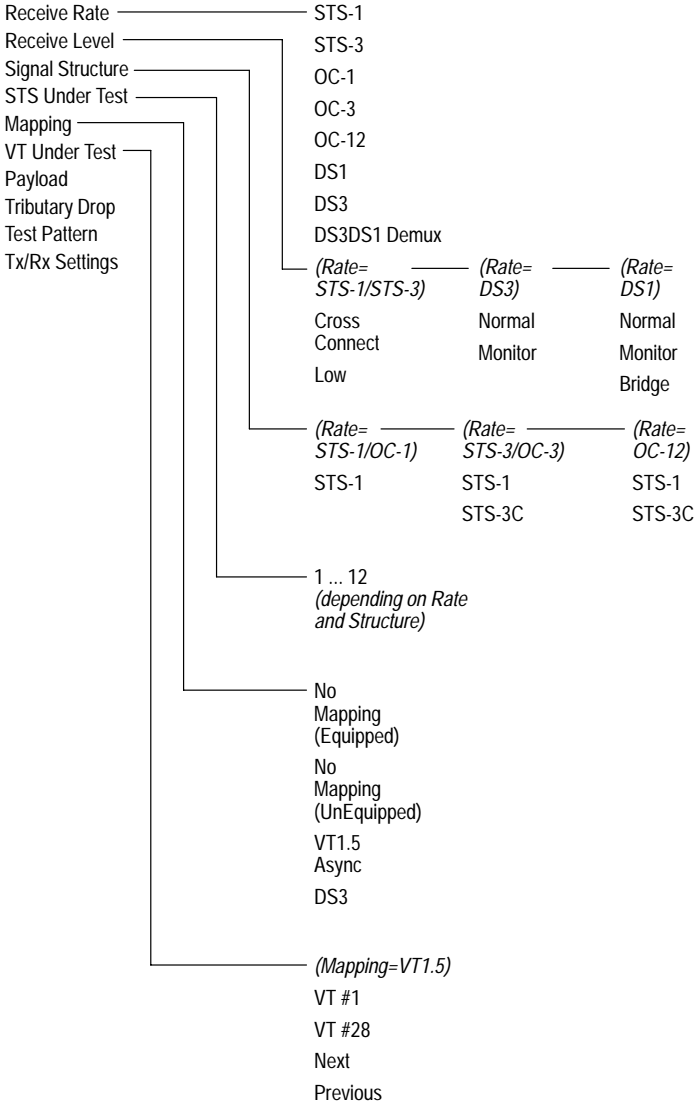 Receive Rate
Receive Level
Signal Structure
STS Under Test
Mapping
VT Under Test
Payload
Tributary Drop
Test Pattern
Tx/Rx Settings
STS-1
STS-3
OC-1
OC-3
OC-12
DS1
DS3
DS3DS1 Demux
(Rate=
STS-1/STS-3)
Cross
Connect
Low
(Rate=
DS3)
Normal
Monitor
(Rate=
DS1)
Normal
Monitor
Bridge
(Rate=
STS-1/OC-1)
STS-1
(Rate=
STS-3/OC-3)
STS-1
STS-3C
(Rate=
OC-12)
STS-1
STS-3C
1 ... 12
(depending on Rate
and Structure)
No
Mapping
(Equipped)
No
Mapping
(UnEquipped)
VT1.5
Async
DS3
(Mapping=VT1.5)
VT #1
VT #28
Next
Previous